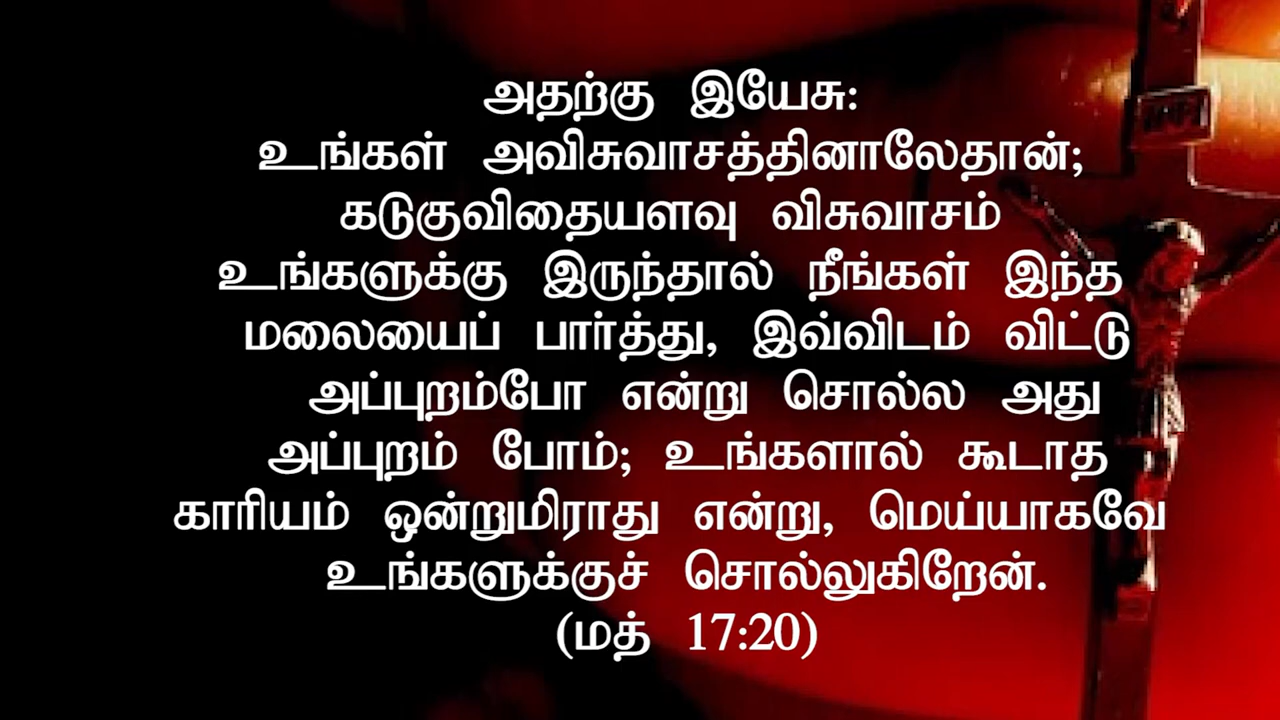 அதற்கு இயேசு:
உங்கள் அவிசுவாசத்தினாலேதான்;
கடுகுவிதையளவு விசுவாசம்
உங்களுக்கு இருந்தால் நீங்கள் இந்த
மலையைப் பார்த்து, இவ்விடம் விட்டு
அப்புறம்போ என்று சொல்ல அது
அப்புறம் போம்; உங்களால் கூடாத
காரியம் ஒன்றுமிராது என்று, மெய்யாகவே
உங்களுக்குச் சொல்லுகிறேன்.
(மத் 17:20)